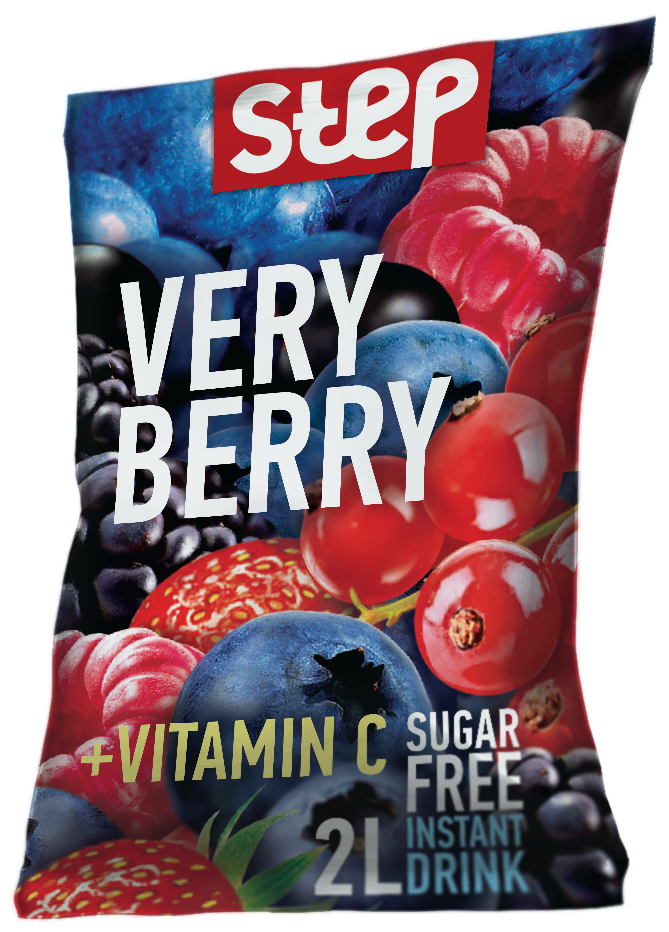 Step
VERY
BERRY
+VITAMIN C
SUGAR
FREE
2L
INSTANT
DRINK